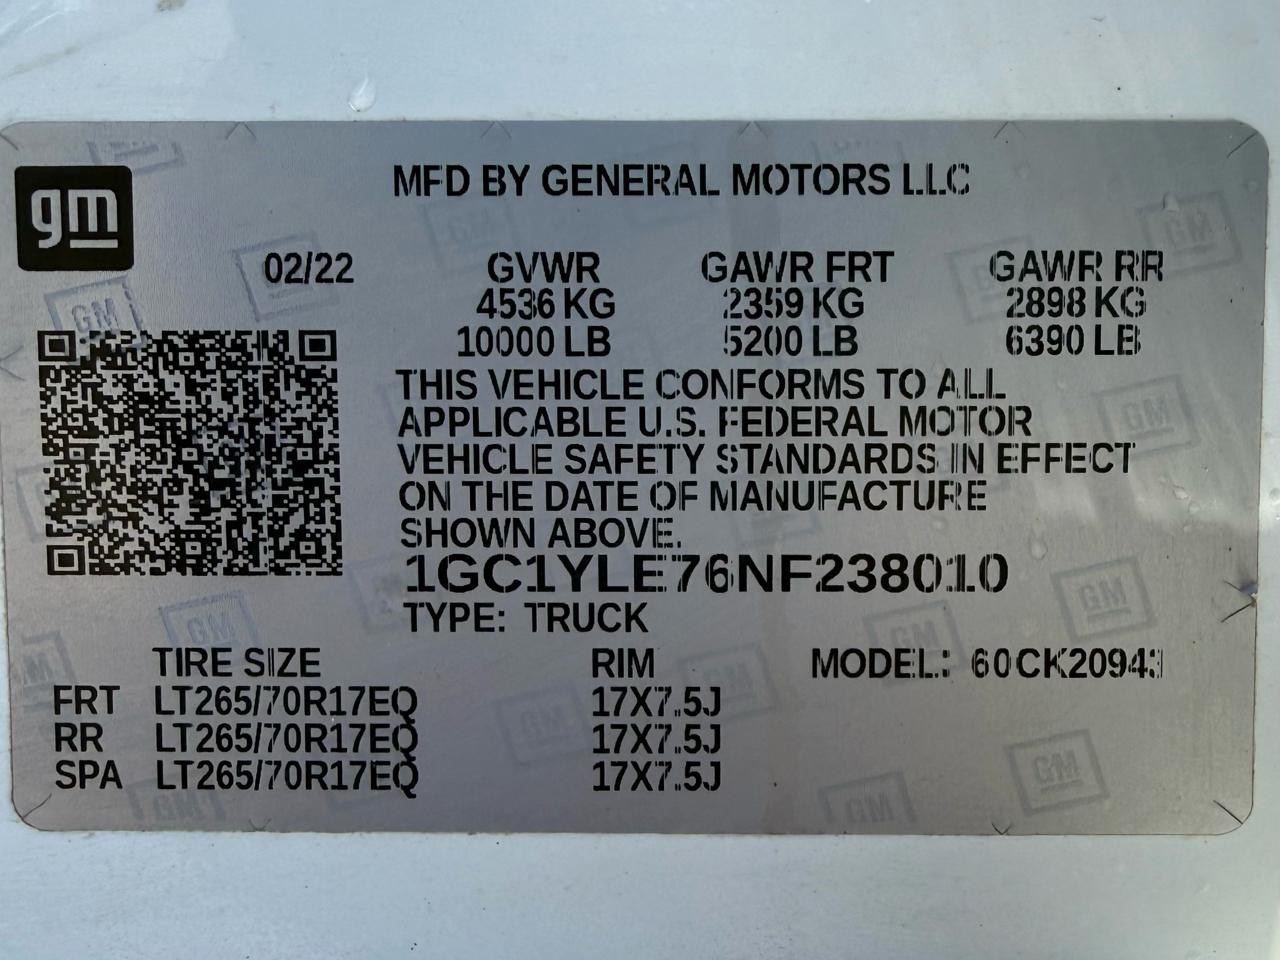 gm
MFD BY GENERAL MOTORS LLC
02/22 GVWR GAWR FRT GAWR RR
4536 KG 2359 KG 2898 KG
10000 LB 5200 LB 6390 LB
THIS VEHICLE CONFORMS TO ALL
APPLICABLE U.S. FEDERAL MOTOR
VEHICLE SAFETY STANDARDS IN EFFECT
ON THE DATE OF MANUFACTURE
SHOWN ABOVE.
1GC1YLE76NF238010
TYPE: TRUCK
TIRE SIZE RIM MODEL: 60CK20943
FRT LT265/70R17EQ 17X7.5J
RR LT265/70R17EQ 17X7.5J
SPA LT265/70R17EQ 17X7.5J